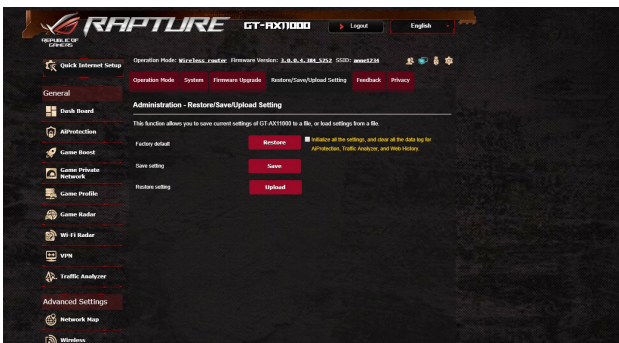 REPUBLIC OF
GAMERS
RAPTURE
GT-AX11000
Logout
English
Quick Internet Setup
Operation Mode: Wireless router Firmware Version: 3.0.0.4.384_5252 SSID:
Operation Mode System Firmware Upgrade Restore/Save/Upload Setting Feedback Privacy
General
Dash Board
AiProtection
Game Boost
Game Private
Network
Game Profile
Game Radar
Wi-Fi Radar
VPN
Traffic Analyzer
Advanced Settings
Network Map
Wireless
Administration - Restore/Save/Upload Setting
This function allows you to save current settings of GT-AX11000 to a file, or load settings from a file.
Factory default
Restore
Initialize all the settings, and clear all the data log for
AiProtection, Traffic Analyzer, and Web History.
Save setting
Save
Restore setting
Upload